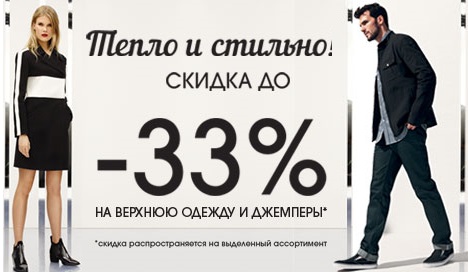 Тепло и стильно!
СКИДКА ДО
-33%
НА ВЕРХНЮЮ ОДЕЖДУ И ДЖЕМПЕРЫ*
*скидка распространяется на выделенный ассортимент